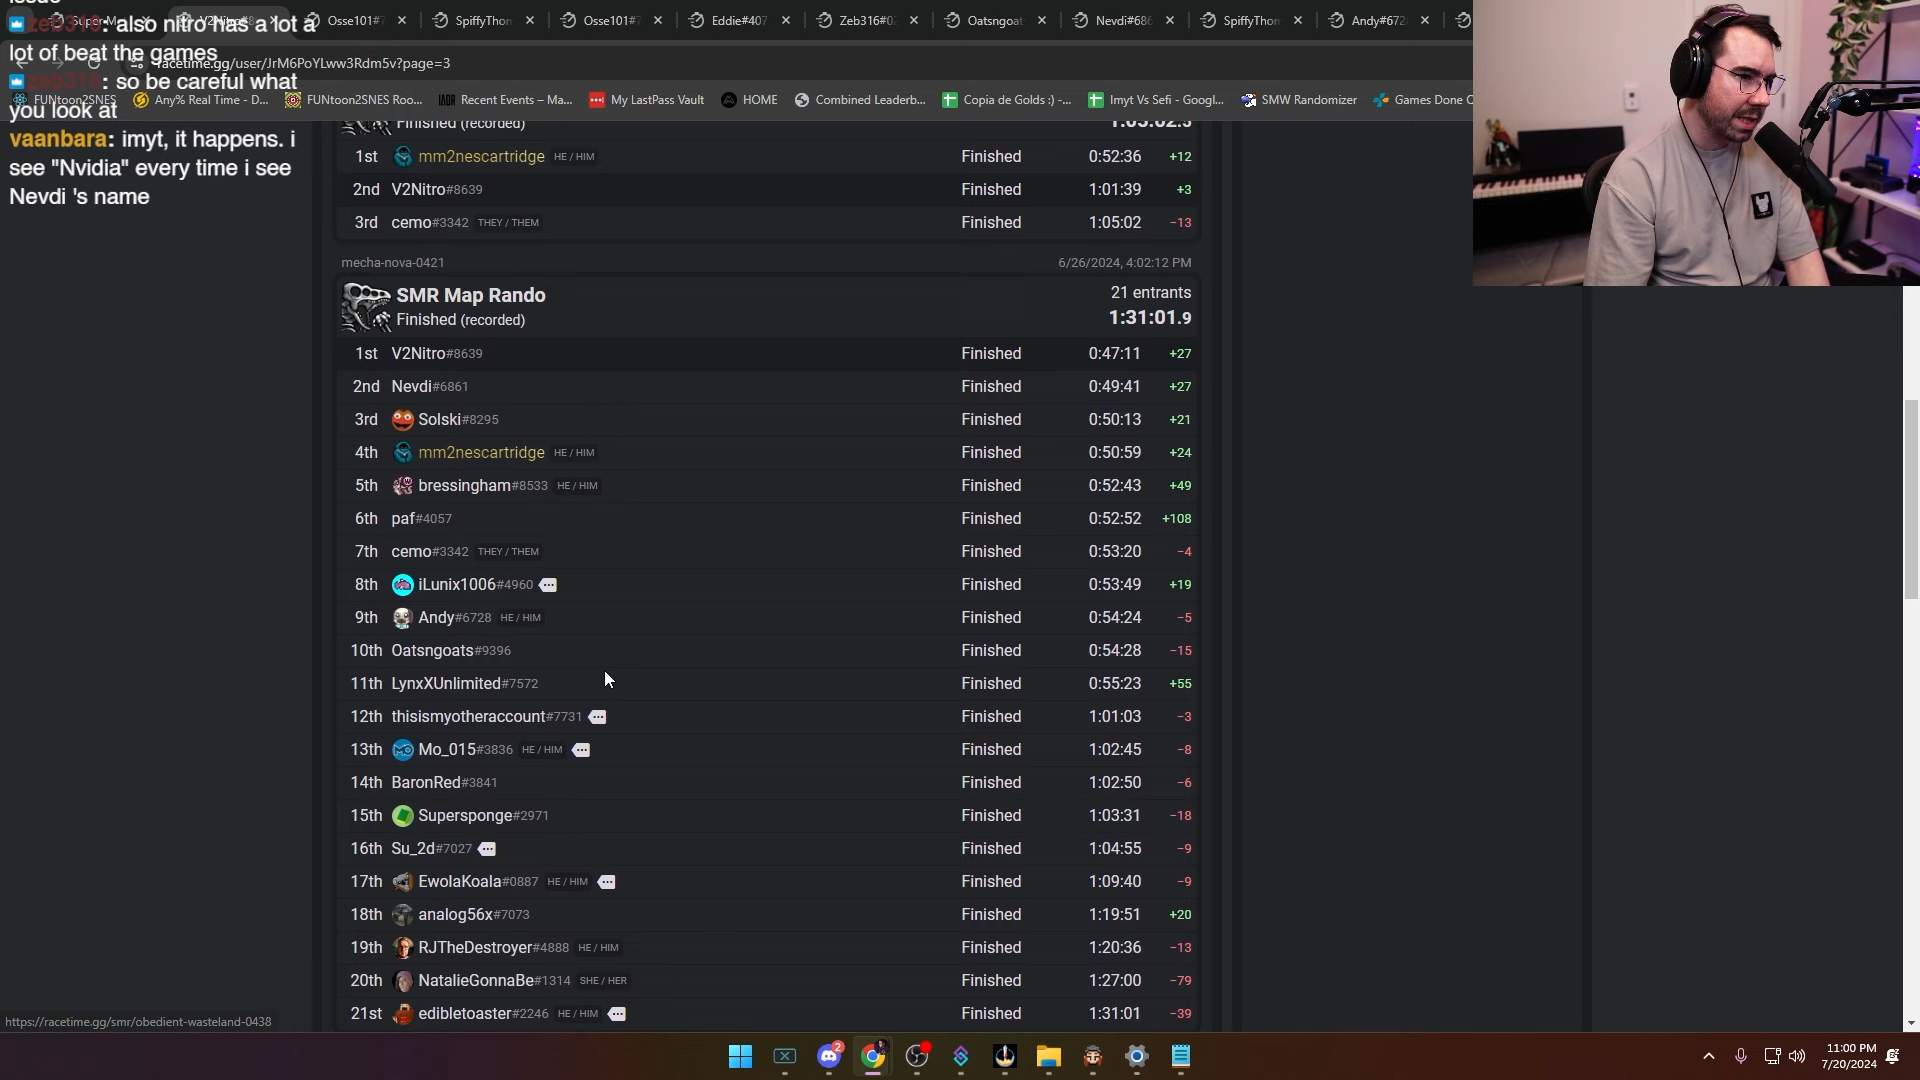 issue
zeb316: also nitro has a lot a
lot of beat the games
zeb316: so be careful what
you look at
vaanbara: imyt, it happens. i
see "Nvidia" every time i see
Nevdi 's name
V2Nitro#8
Osse101#7
SpiffyThon
Osse101#7
Eddie#407
Zeb316#0
Oatsngoat
Nevdi#686
SpiffyThon
Andy#672
racetime.gg/user/JrM6PoYLww3Rdm5v?page=3
FUNtoon2SNES
Any% Real Time - D...
FUNtoon2SNES Roo...
Recent Events – Ma...
My LastPass Vault
HOME
Combined Leaderb...
Copia de Golds :) -...
Imyt Vs Sefi - Googl...
SMW Randomizer
Games Done C
Finished (recorded) 1:05:02.5
1st mm2nescartridge HE / HIM Finished 0:52:36 +12
2nd V2Nitro#8639 Finished 1:01:39 +3
3rd cemo#3342 THEY / THEM Finished 1:05:02 −13
mecha-nova-0421 6/26/2024, 4:02:12 PM
SMR Map Rando 21 entrants
Finished (recorded) 1:31:01.9
1st V2Nitro#8639 Finished 0:47:11 +27
2nd Nevdi#6861 Finished 0:49:41 +27
3rd Solski#8295 Finished 0:50:13 +21
4th mm2nescartridge HE / HIM Finished 0:50:59 +24
5th bressingham#8533 HE / HIM Finished 0:52:43 +49
6th paf#4057 Finished 0:52:52 +108
7th cemo#3342 THEY / THEM Finished 0:53:20 −4
8th iLunix1006#4960 Finished 0:53:49 +19
9th Andy#6728 HE / HIM Finished 0:54:24 −5
10th Oatsngoats#9396 Finished 0:54:28 −15
11th LynxXUnlimited#7572 Finished 0:55:23 +55
12th thisismyotheraccount#7731 Finished 1:01:03 −3
13th Mo_015#3836 HE / HIM Finished 1:02:45 −8
14th BaronRed#3841 Finished 1:02:50 −6
15th Supersponge#2971 Finished 1:03:31 −18
16th Su_2d#7027 Finished 1:04:55 −9
17th EwolaKoala#0887 HE / HIM Finished 1:09:40 −9
18th analog56x#7073 Finished 1:19:51 +20
19th RJTheDestroyer#4888 HE / HIM Finished 1:20:36 −13
20th NatalieGonnaBe#1314 SHE / HER Finished 1:27:00 −79
21st edibletoaster#2246 HE / HIM Finished 1:31:01 −39
https://racetime.gg/smr/obedient-wasteland-0438
2
11:00 PM
7/20/2024